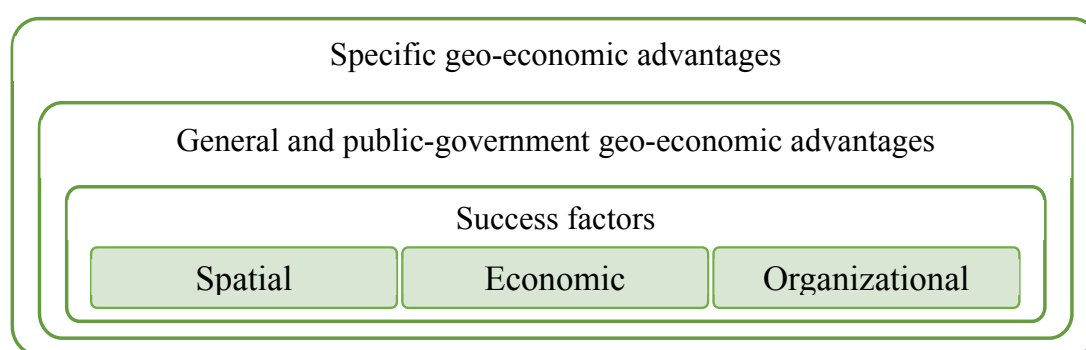 Specific geo-economic advantages
General and public-government geo-economic advantages
Success factors
Spatial
Economic
Organizational